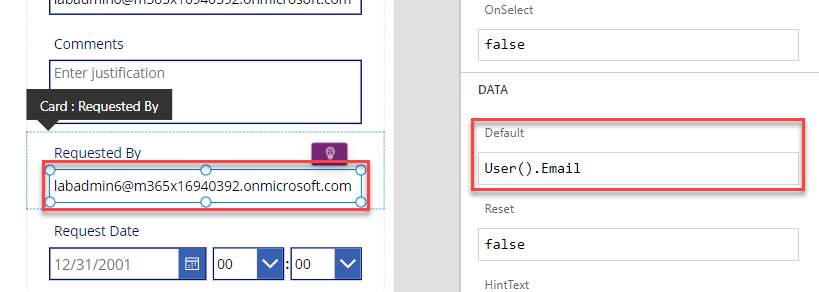 labadmin6@m365x16940392.onmicrosoft.com
Comments
Enter justification
Card : Requested By
Requested By
labadmin6@m365x16940392.onmicrosoft.com
Request Date
12/31/2001
00
:
00
OnSelect
false
DATA
Default
User().Email
Reset
false
HintText